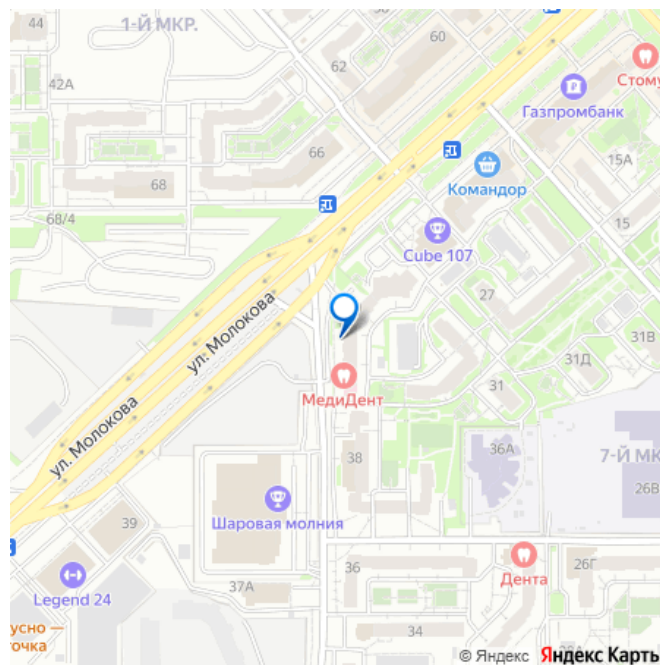 44
1-Й МКР.
60
62
Стому
42А
Газпромбанк
66
15А
68
Командор
68/4
15
Cube 107
27
ул. Молокова
31В
31Д
31
МедиДент
ул. Молокова
38
36А
7-Й МК
26В
39
Шаровая молния
36
Дента
26Г
37А
Legend 24
усно —
34
очка
28А
© Яндекс Яндекс Карты